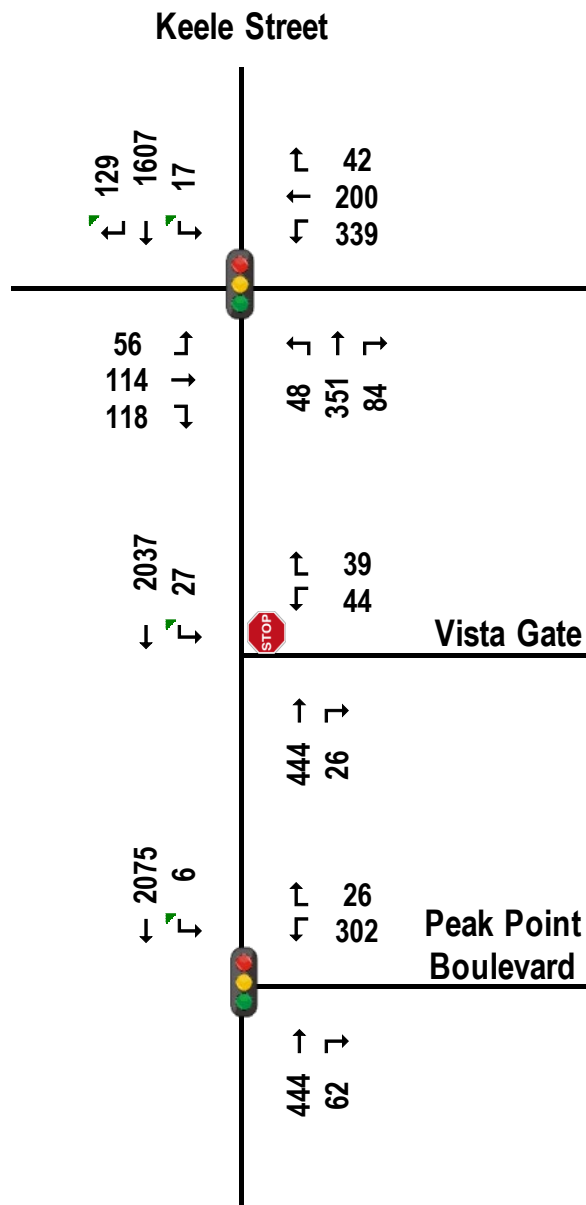 Keele Street
129 1607 17
42
200
339
56
114
118
48 351 84
2037 27
39
44
STOP
Vista Gate
444 26
2075 6
26
302
Peak Point
Boulevard
444 62